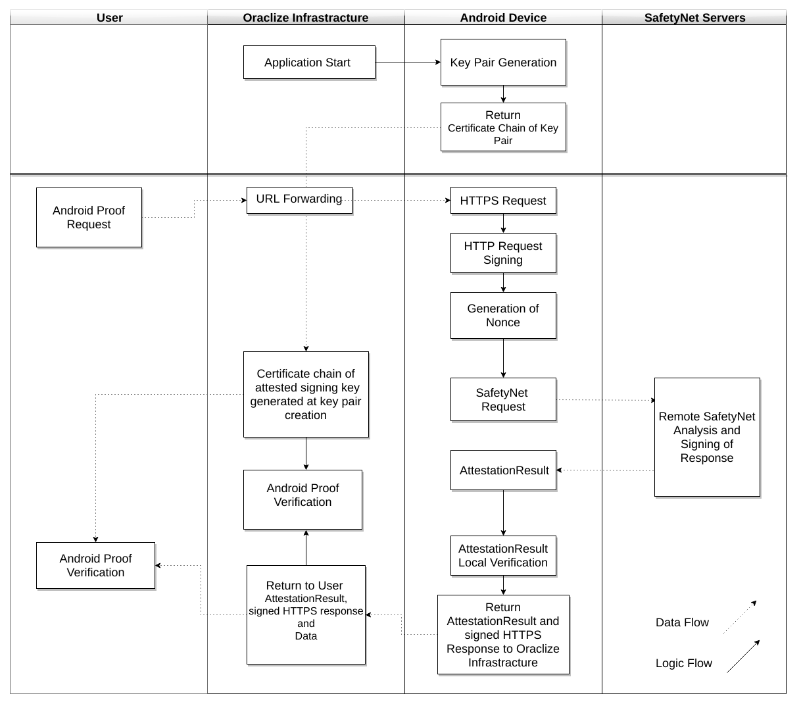 User
Oraclize Infrastracture
Android Device
SafetyNet Servers
Application Start
Key Pair Generation
Return
Certificate Chain of Key
Pair
Android Proof
Request
URL Forwarding
HTTPS Request
HTTP Request
Signing
Generation of
Nonce
Certificate chain of
attested signing key
generated at key pair
creation
SafetyNet
Request
Remote SafetyNet
Analysis and
Signing of
Response
Android Proof
Verification
AttestationResult
Android Proof
Verification
AttestationResult
Local Verification
Return to User
AttestationResult,
signed HTTPS response
and
Data
Return
AttestationResult and
signed HTTPS
Response to Oraclize
Infrastracture
Data Flow
Logic Flow